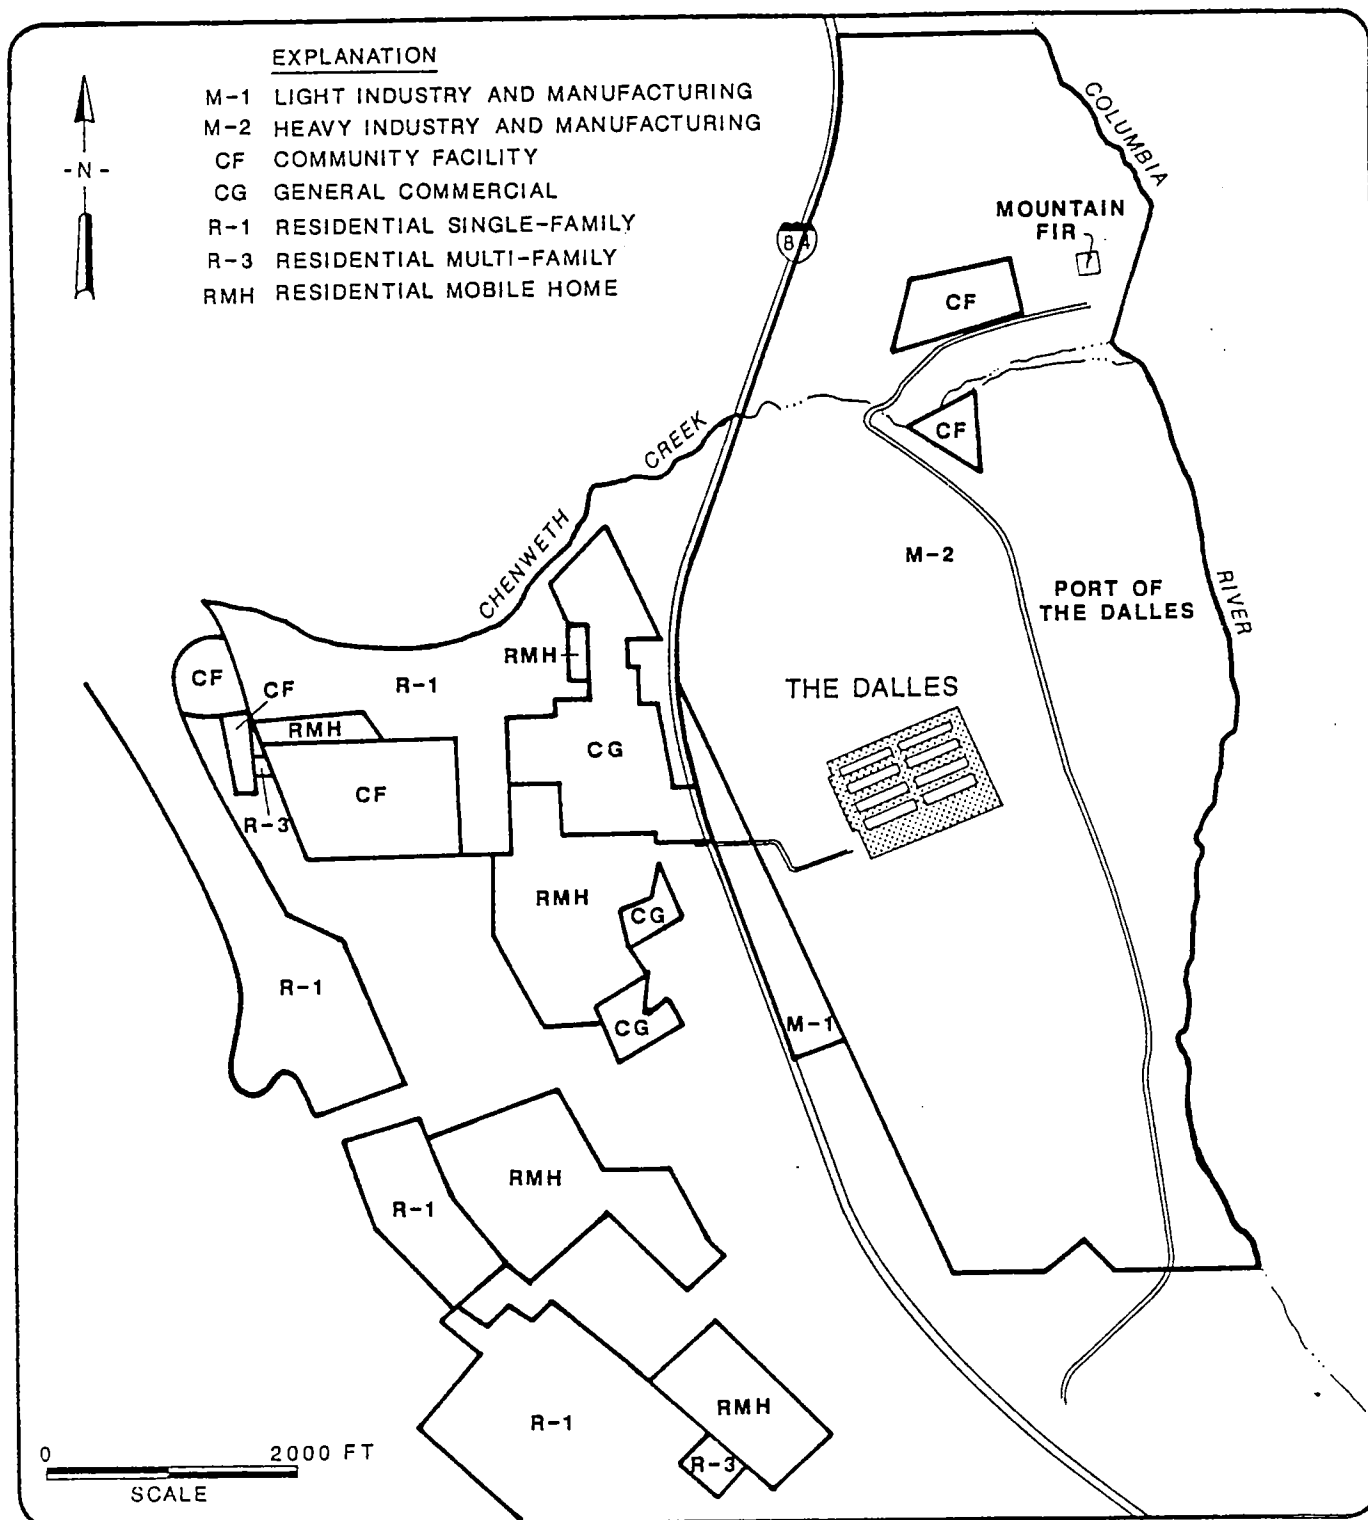 EXPLANATION
M-1 LIGHT INDUSTRY AND MANUFACTURING
M-2 HEAVY INDUSTRY AND MANUFACTURING
CF COMMUNITY FACILITY
CG GENERAL COMMERCIAL
R-1 RESIDENTIAL SINGLE-FAMILY
R-3 RESIDENTIAL MULTI-FAMILY
RMH RESIDENTIAL MOBILE HOME
-N-
COLUMBIA
MOUNTAIN
FIR
84
CF
CREEK
CF
CHENWETH
M-2
PORT OF
THE DALLES
RIVER
RMH
CF
CF
R-1
THE DALLES
RMH
CG
CF
R-3
RMH
CG
R-1
CG
M-1
RMH
R-1
RMH
R-1
R-3
0 2000 FT
SCALE